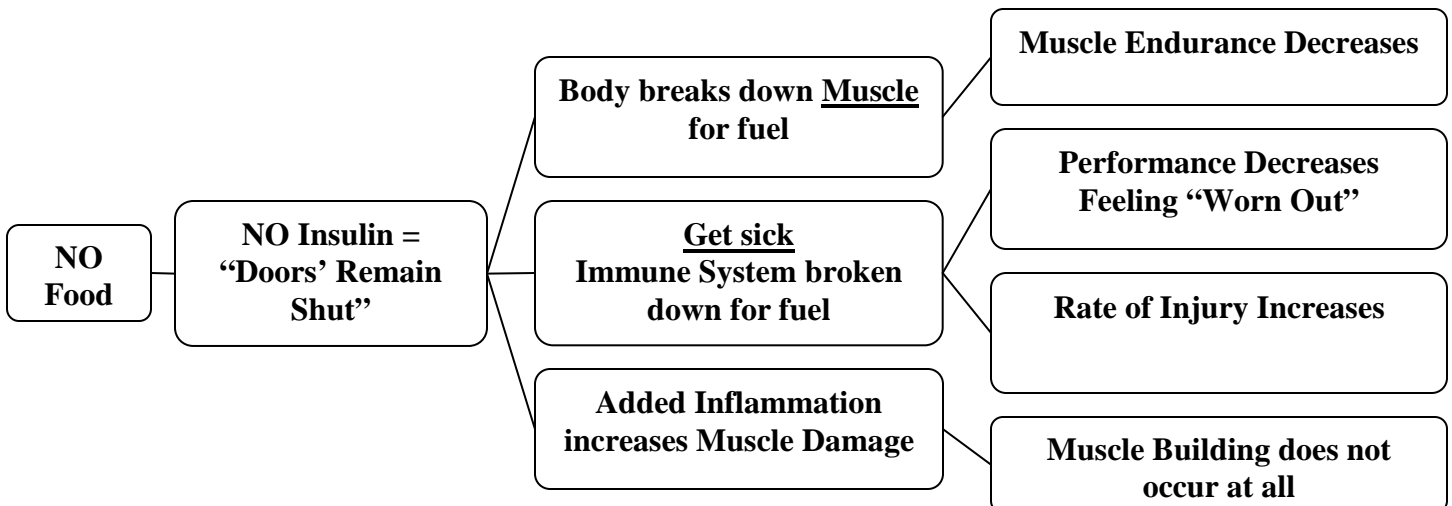 NO
Food
NO Insulin =
“Doors’ Remain
Shut”
Body breaks down Muscle
for fuel
Get sick
Immune System broken
down for fuel
Added Inflammation
increases Muscle Damage
Muscle Endurance Decreases
Performance Decreases
Feeling “Worn Out”
Rate of Injury Increases
Muscle Building does not
occur at all